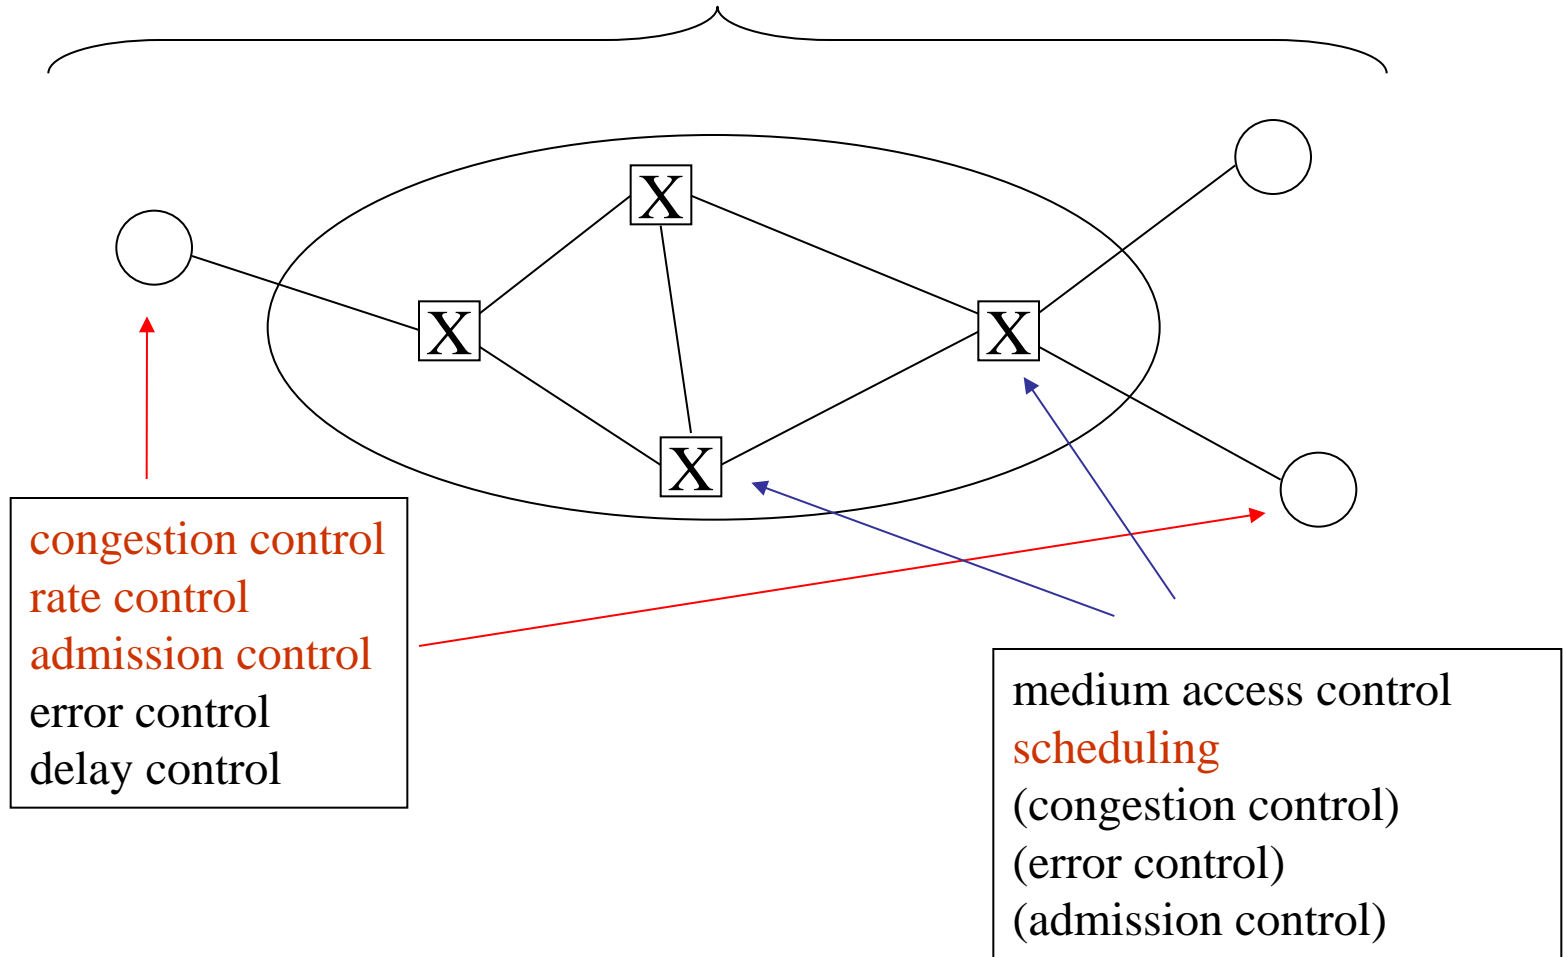 X
X
X
X
congestion control
rate control
admission control
error control
delay control
medium access control
scheduling
(congestion control)
(error control)
(admission control)